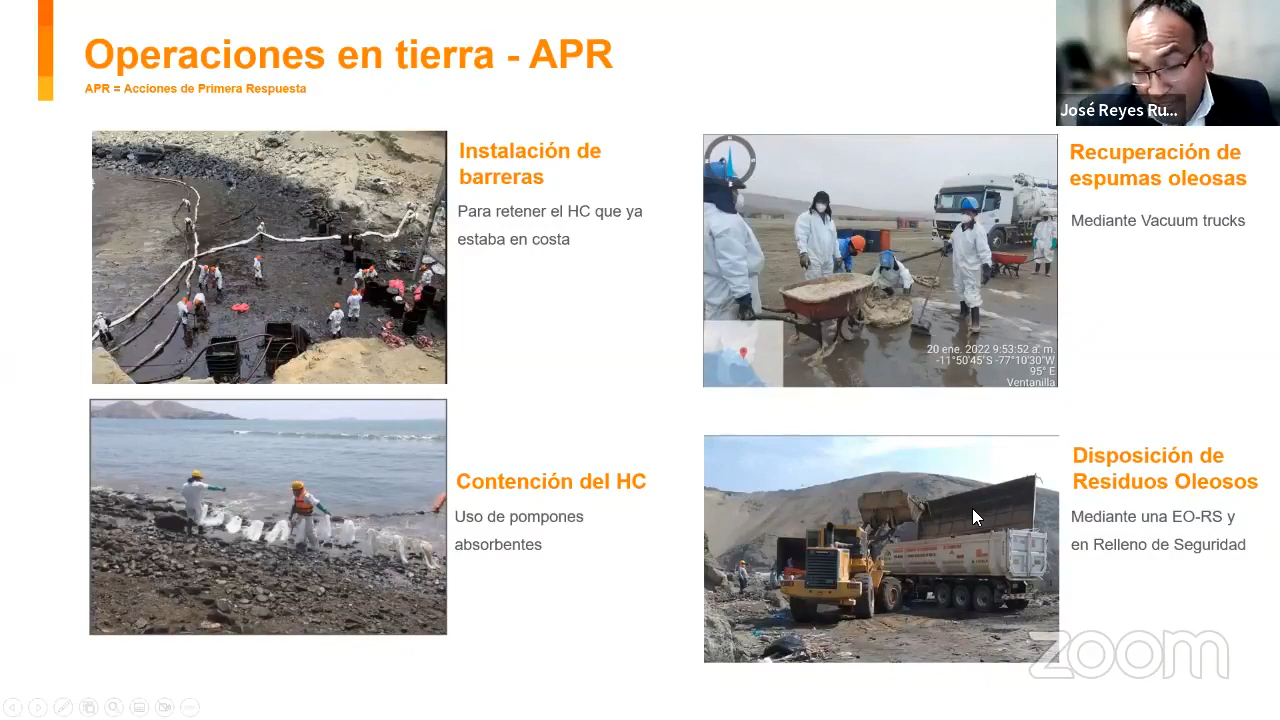 Operaciones en tierra - APR
APR = Acciones de Primera Respuesta
José Reyes Ru...
Instalación de
barreras
Para retener el HC que ya
estaba en costa
Recuperación de
espumas oleosas
Mediante Vacuum trucks
20 ene. 2022 9:53:52 a. m.
-11°50'45"S -77°10'30"W
95° E
Ventanilla
Contención del HC
Uso de pompones
absorbentes
Disposición de
Residuos Oleosos
Mediante una EO-RS y
en Relleno de Seguridad
zoom